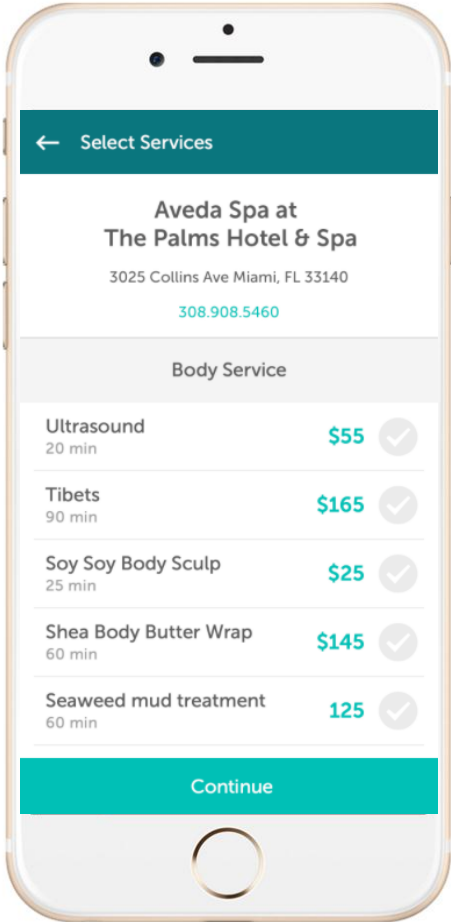 Select Services
Aveda Spa at
The Palms Hotel & Spa
3025 Collins Ave Miami, FL 33140
308.908.5460
Body Service
Ultrasound $55
20 min
Tibets $165
90 min
Soy Soy Body Sculp $25
25 min
Shea Body Butter Wrap $145
60 min
Seaweed mud treatment 125
60 min
Continue